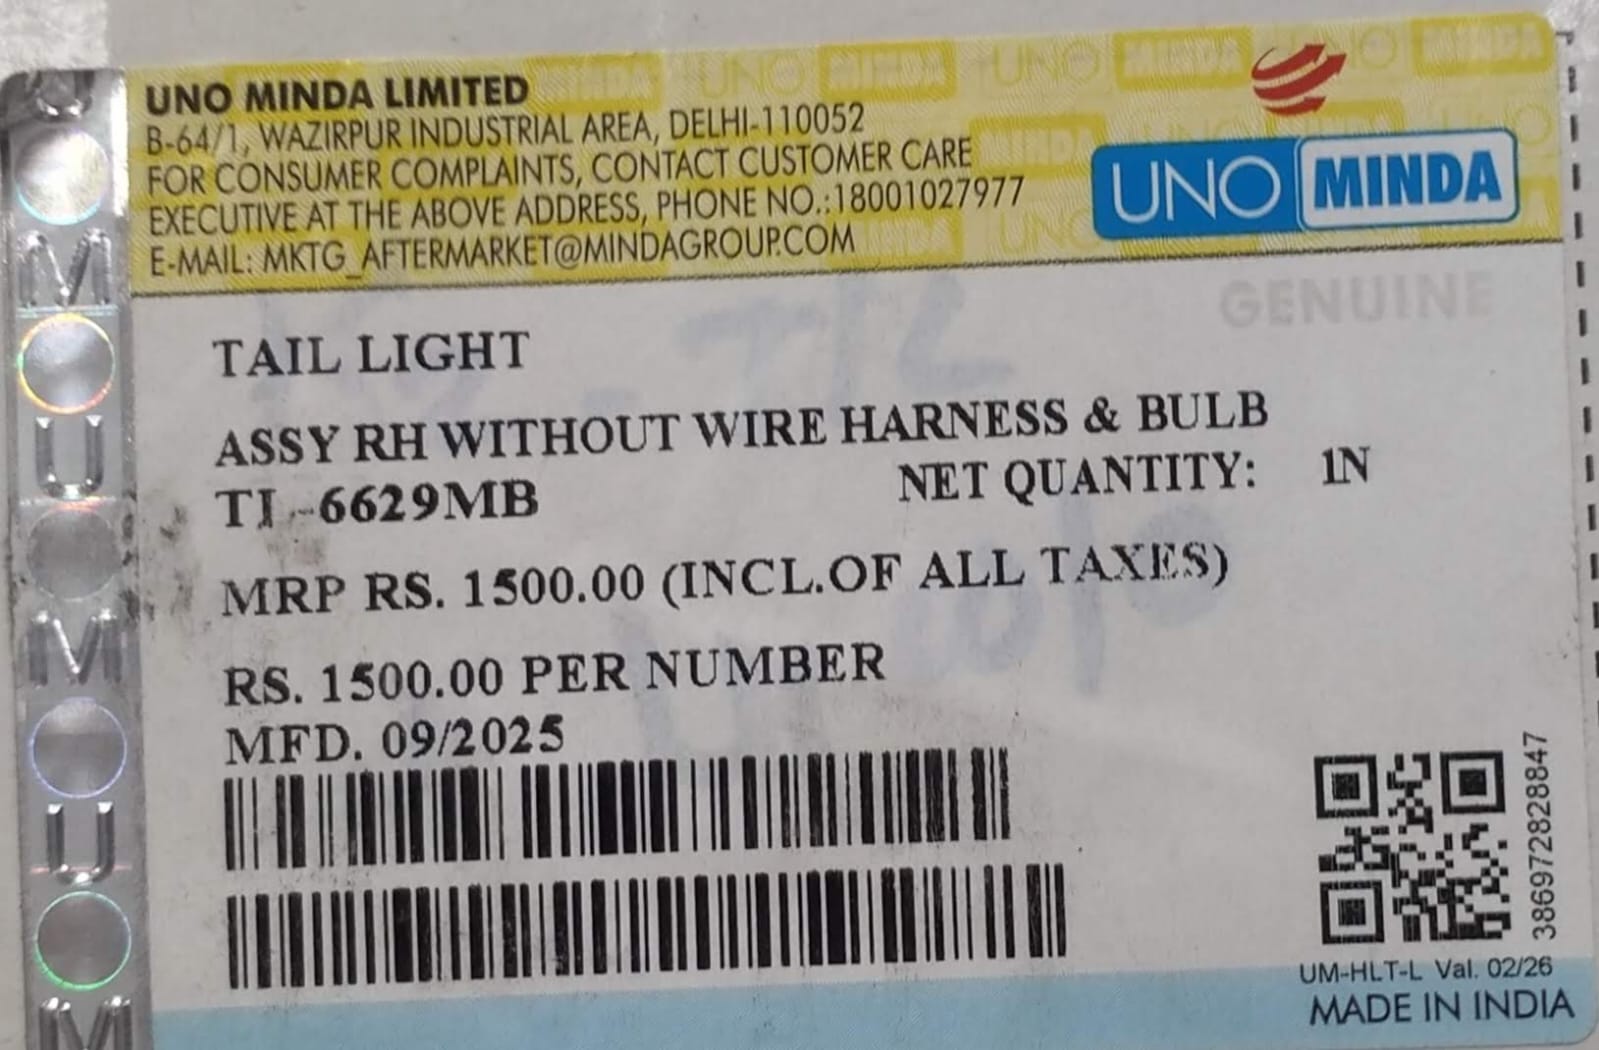 UNO MINDA LIMITED
B-64/1, WAZIRPUR INDUSTRIAL AREA, DELHI-110052
FOR CONSUMER COMPLAINTS, CONTACT CUSTOMER CARE
EXECUTIVE AT THE ABOVE ADDRESS, PHONE NO.:18001027977
E-MAIL: MKTG_AFTERMARKET@MINDAGROUP.COM
UNO MINDA
GENUINE
TAIL LIGHT
ASSY RH WITHOUT WIRE HARNESS & BULB
TL-6629MB NET QUANTITY: 1N
MRP RS. 1500.00 (INCL.OF ALL TAXES)
RS. 1500.00 PER NUMBER
MFD. 09/2025
386972828847
UM-HLT-L Val. 02/26
MADE IN INDIA